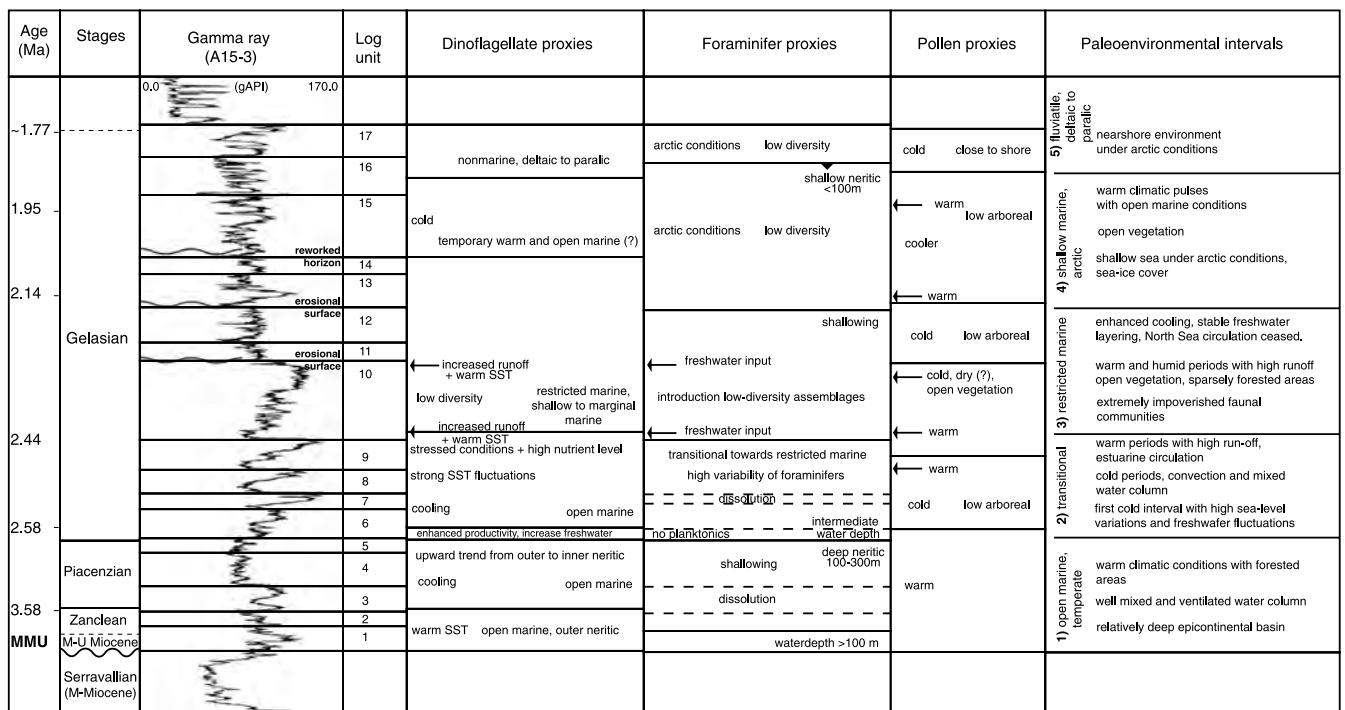 Age
(Ma)
Stages
Gamma ray
(A15-3)
Log
unit
Dinoflagellate proxies
Foraminifer proxies
Pollen proxies
Paleoenvironmental intervals
0.0 (gAPI) 170.0
~1.77
1.95
2.14
2.44
2.58
3.58
MMU
Gelasian
Piacenzian
Zanclean
M-U Miocene
Serravallian
(M-Miocene)
reworked
horizon
erosional
surface
erosional
surface
17
16
15
14
13
12
11
10
9
8
7
6
5
4
3
2
1
nonmarine, deltaic to paralic
cold
temporary warm and open marine (?)
increased runoff
+ warm SST
low diversity
restricted marine,
shallow to marginal
marine
increased runoff
+ warm SST
stressed conditions + high nutrient level
strong SST fluctuations
cooling
open marine
enhanced productivity, increase freshwater
upward trend from outer to inner neritic
cooling open marine
warm SST open marine, outer neritic
arctic conditions low diversity
shallow neritic
<100m
arctic conditions low diversity
shallowing
freshwater input
introduction low-diversity assemblages
freshwater input
transitional towards restricted marine
high variability of foraminifers
dissolution
intermediate
no planktonics water depth
deep neritic
100-300m
shallowing
dissolution
waterdepth >100 m
cold close to shore
warm
low arboreal
cooler
warm
cold low arboreal
cold, dry (?),
open vegetation
warm
warm
cold low arboreal
warm
5) fluviatile,
deltaic to
paralic
nearshore environment
under arctic conditions
4) shallow marine,
arctic
warm climatic pulses
with open marine conditions
open vegetation
shallow sea under arctic conditions,
sea-ice cover
3) restricted marine
enhanced cooling, stable freshwater
layering, North Sea circulation ceased.
warm and humid periods with high runoff
open vegetation, sparsely forested areas
extremely impoverished faunal
communities
2) transitional
warm periods with high run-off,
estuarine circulation
cold periods, convection and mixed
water column
first cold interval with high sea-level
variations and freshwafer fluctuations
1) open marine,
temperate
warm climatic conditions with forested
areas
well mixed and ventilated water column
relatively deep epicontinental basin